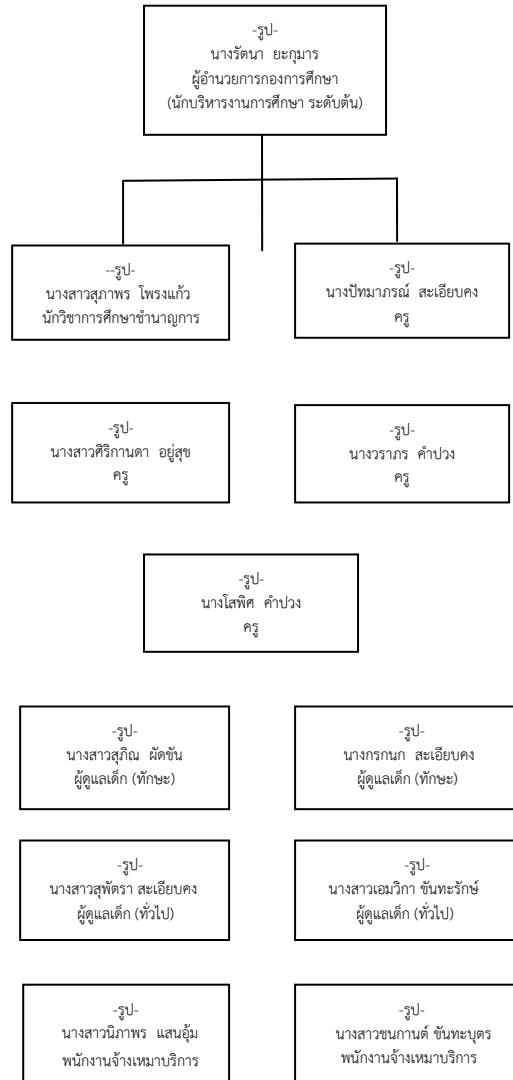 -รูป-
นางรัตนา ยะกุมาร
ผู้อำนวยการกองการศึกษา
(นักบริหารงานการศึกษา ระดับต้น)
--รูป-
นางสาวสุภาพร โพรงแก้ว
นักวิชาการศึกษาชำนาญการ
-รูป-
นางปัทมาภรณ์ สะเอียบคง
ครู
-รูป-
นางสาวศิริกานดา อยู่สุข
ครู
-รูป-
นางวราภร คำปวง
ครู
-รูป-
นางโสพิศ คำปวง
ครู
-รูป-
นางสาวสุภิณ ผัดขัน
ผู้ดูแลเด็ก (ทักษะ)
-รูป-
นางกรกนก สะเอียบคง
ผู้ดูแลเด็ก (ทักษะ)
-รูป-
นางสาวสุพัตรา สะเอียบคง
ผู้ดูแลเด็ก (ทั่วไป)
-รูป-
นางสาวเอมวิกา ขันทะรักษ์
ผู้ดูแลเด็ก (ทั่วไป)
-รูป-
นางสาวนิภาพร แสนอุ้ม
พนักงานจ้างเหมาบริการ
-รูป-
นางสาวชนกานต์ ขันทะบุตร
พนักงานจ้างเหมาบริการ